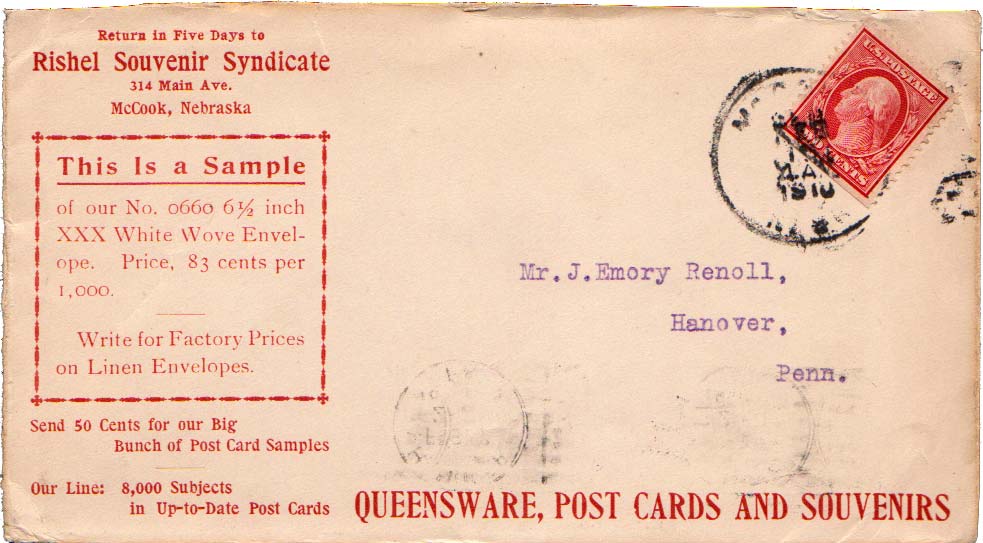 Return in Five Days to
Rishel Souvenir Syndicate
314 Main Ave.
McCook, Nebraska
This Is a Sample
of our No. 0660 6½ inch
XXX White Wove Envel-
ope. Price, 83 cents per
1,000.
Write for Factory Prices
on Linen Envelopes.
Send 50 Cents for our Big
Bunch of Post Card Samples
Our Line: 8,000 Subjects
in Up-to-Date Post Cards
U.S. POSTAGE
CENTS
1910
Mr. J. Emory Renoll,
Hanover,
Penn.
QUEENSWARE, POST CARDS AND SOUVENIRS